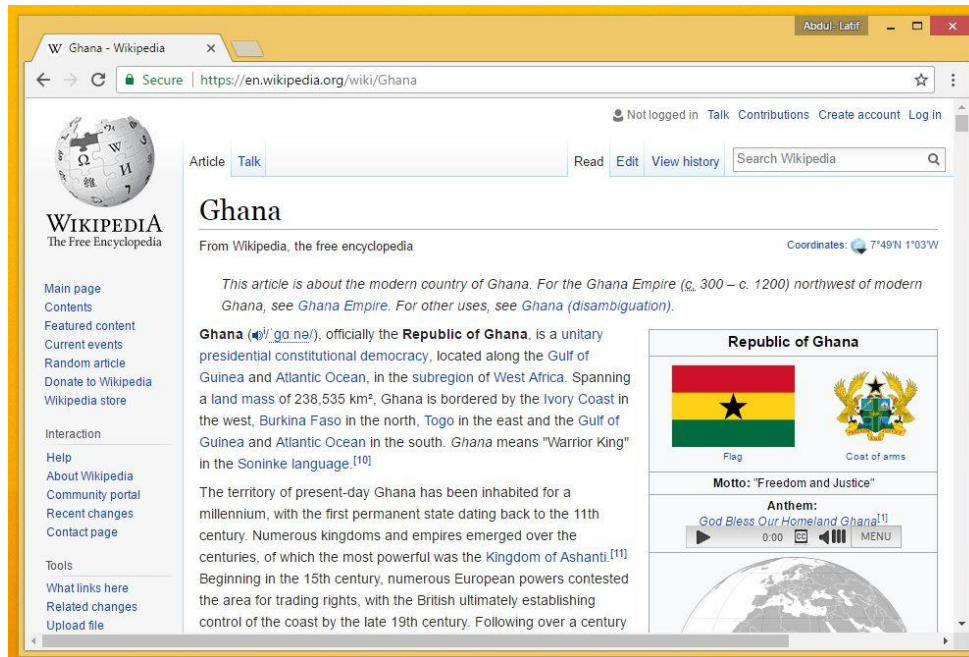 Abdul-Latif
Ghana - Wikipedia
Secure | https://en.wikipedia.org/wiki/Ghana
Not logged in Talk Contributions Create account Log in
Article Talk
Read Edit View history Search Wikipedia
WIKIPEDIA
The Free Encyclopedia
Main page
Contents
Featured content
Current events
Random article
Donate to Wikipedia
Wikipedia store
Interaction
Help
About Wikipedia
Community portal
Recent changes
Contact page
Tools
What links here
Related changes
Upload file
Ghana
From Wikipedia, the free encyclopedia
Coordinates: 7°49′N 1°03′W
This article is about the modern country of Ghana. For the Ghana Empire (c. 300 – c. 1200) northwest of modern
Ghana, see Ghana Empire. For other uses, see Ghana (disambiguation).
Ghana (i/ˈɡɑːnə/), officially the Republic of Ghana, is a unitary
presidential constitutional democracy, located along the Gulf of
Guinea and Atlantic Ocean, in the subregion of West Africa. Spanning
a land mass of 238,535 km², Ghana is bordered by the Ivory Coast in
the west, Burkina Faso in the north, Togo in the east and the Gulf of
Guinea and Atlantic Ocean in the south. Ghana means "Warrior King"
in the Soninke language.[10]
The territory of present-day Ghana has been inhabited for a
millennium, with the first permanent state dating back to the 11th
century. Numerous kingdoms and empires emerged over the
centuries, of which the most powerful was the Kingdom of Ashanti.[11]
Beginning in the 15th century, numerous European powers contested
the area for trading rights, with the British ultimately establishing
control of the coast by the late 19th century. Following over a century
Republic of Ghana
Flag
Coat of arms
Motto: "Freedom and Justice"
Anthem:
God Bless Our Homeland Ghana[1]
0:00 CC MENU